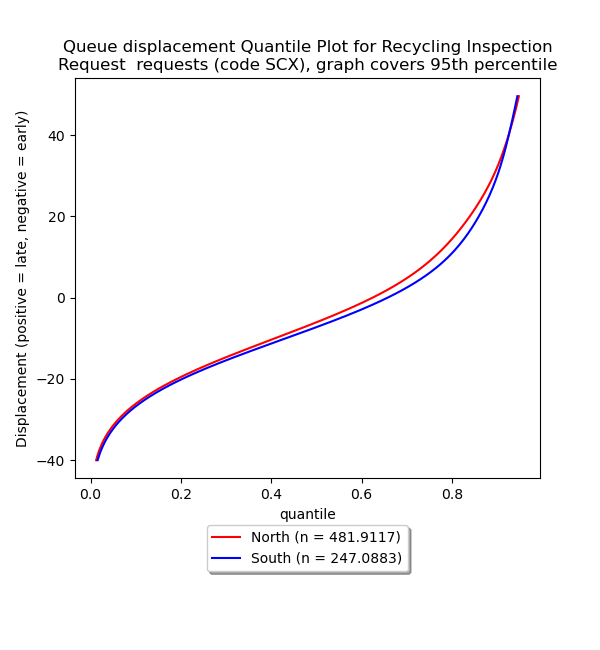 Queue displacement Quantile Plot for Recycling Inspection
Request  requests (code SCX), graph covers 95th percentile
Displacement (positive = late, negative = early)
40
20
0
−20
−40
0.0 0.2 0.4 0.6 0.8
quantile
North (n = 481.9117)
South (n = 247.0883)